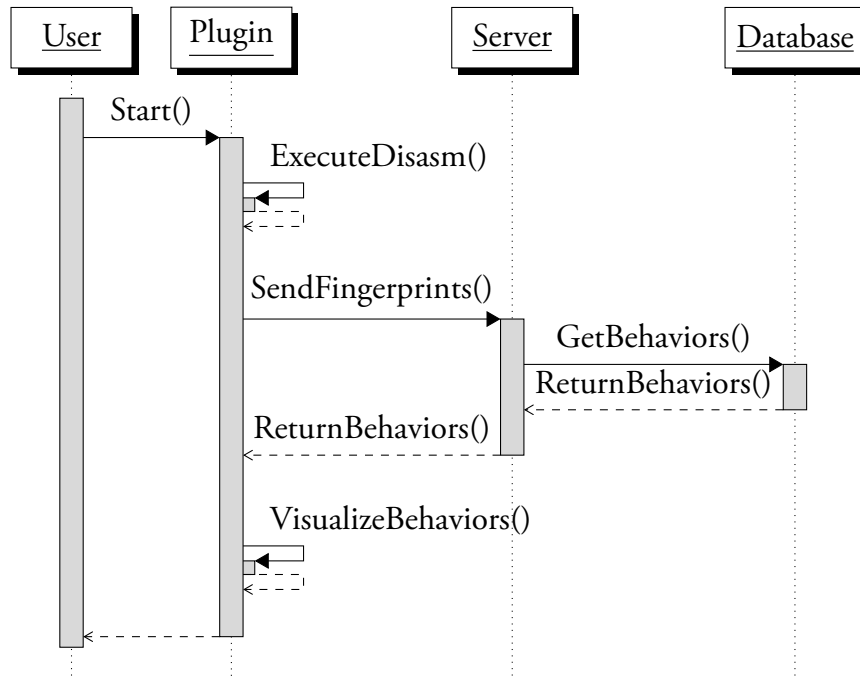 User Plugin Server Database
Start()
ExecuteDisasm()
SendFingerprints()
GetBehaviors()
ReturnBehaviors()
ReturnBehaviors()
VisualizeBehaviors()